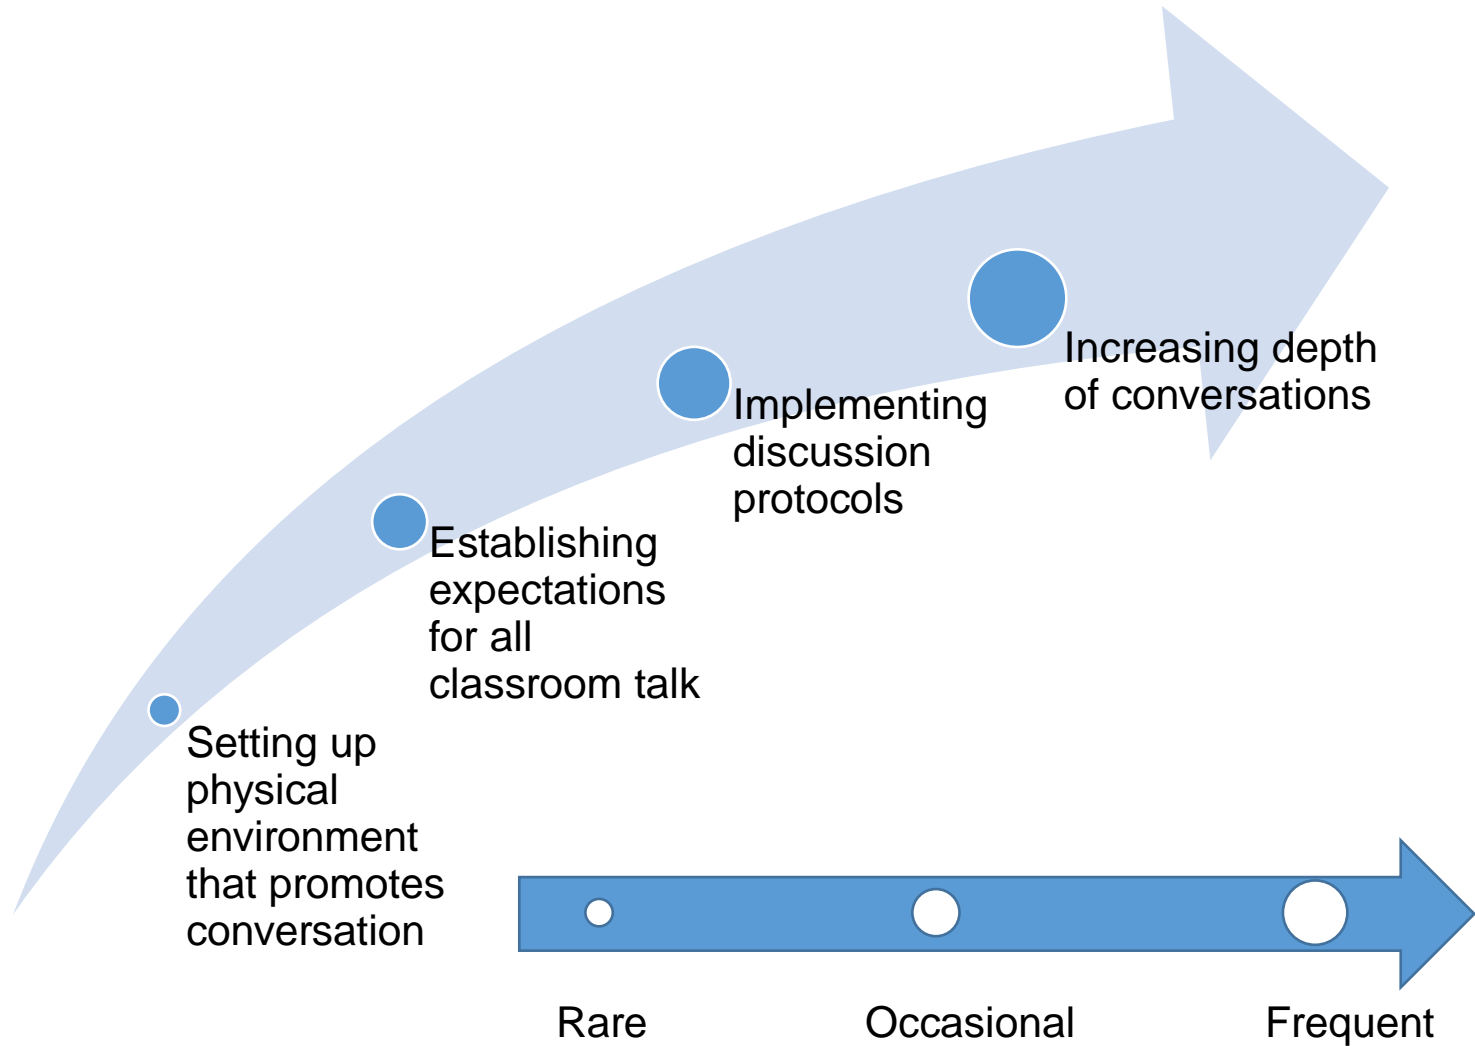 Setting up
physical
environment
that promotes
conversation
Establishing
expectations
for all
classroom talk
Implementing
discussion
protocols
Increasing depth
of conversations
Rare
Occasional
Frequent